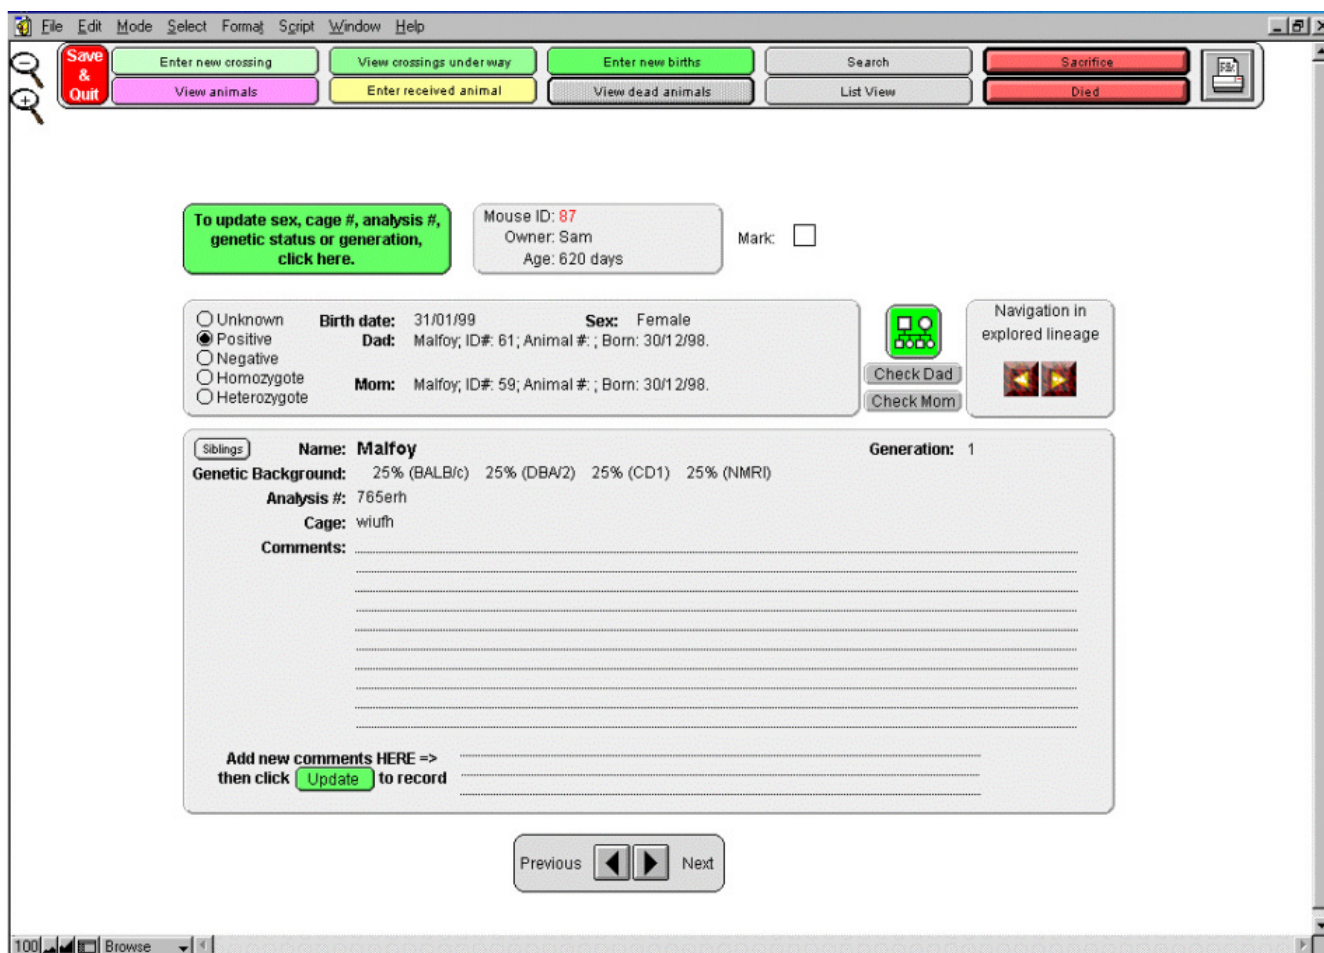 File Edit Mode Select Format Script Window Help
Save & Quit
Enter new crossing
View crossings under way
Enter new births
Search
Sacrifice
View animals
Enter received animal
View dead animals
List View
Died
To update sex, cage #, analysis #,
genetic status or generation,
click here.
Mouse ID: 87
Owner: Sam
Age: 620 days
Mark:
Unknown
Positive
Negative
Homozygote
Heterozygote
Birth date: 31/01/99 Sex: Female
Dad: Malfoy; ID#: 61; Animal #: ; Born: 30/12/98.
Mom: Malfoy; ID#: 59; Animal #: ; Born: 30/12/98.
Check Dad
Check Mom
Navigation in
explored lineage
Siblings Name: Malfoy Generation: 1
Genetic Background: 25% (BALB/c) 25% (DBA/2) 25% (CD1) 25% (NMRI)
Analysis #: 765erh
Cage: wiufh
Comments:
Add new comments HERE =>
then click Update to record
Previous Next
100 Browse